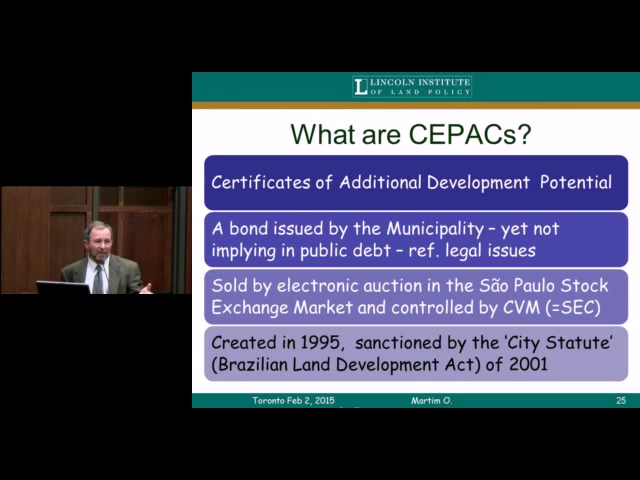 LINCOLN INSTITUTE
OF LAND POLICY
What are CEPACs?
Certificates of Additional Development Potential
A bond issued by the Municipality – yet not
implying in public debt – ref. legal issues
Sold by electronic auction in the São Paulo Stock
Exchange Market and controlled by CVM (=SEC)
Created in 1995, sanctioned by the ‘City Statute’
(Brazilian Land Development Act) of 2001
Toronto Feb 2, 2015 Martim O. 25